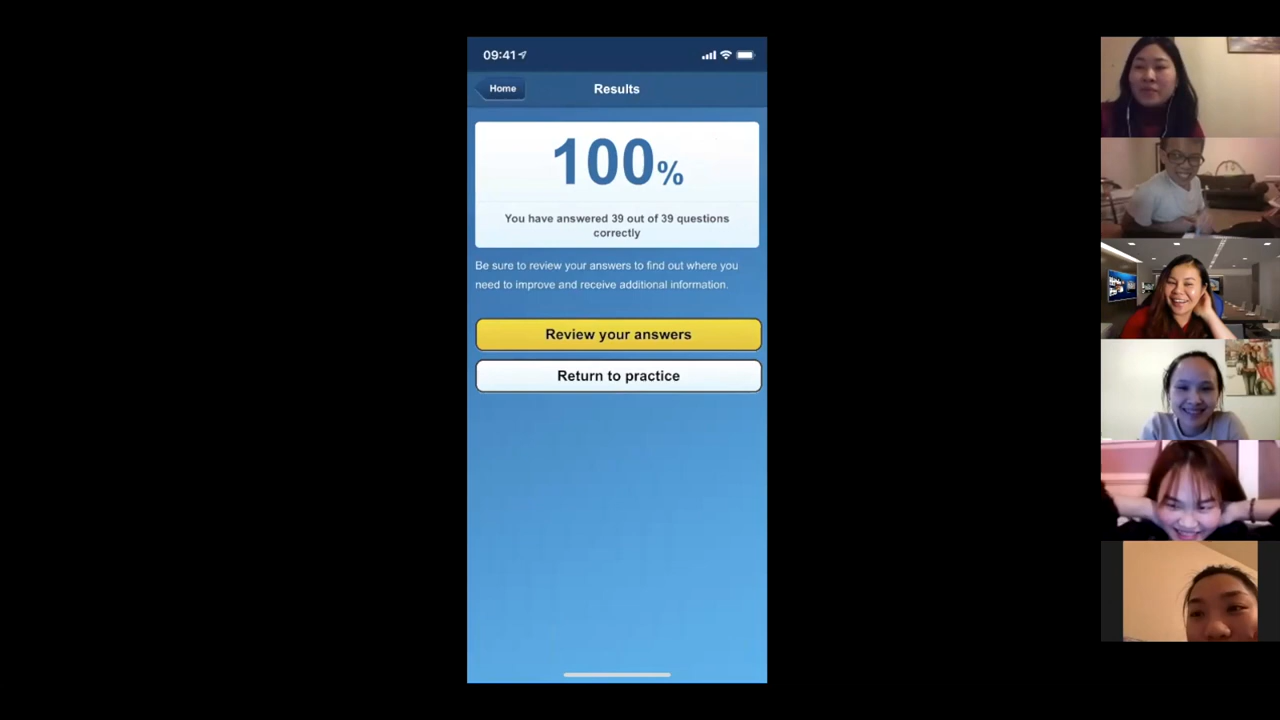 09:41
Home
Results
100%
You have answered 39 out of 39 questions
correctly
Be sure to review your answers to find out where you
need to improve and receive additional information.
Review your answers
Return to practice